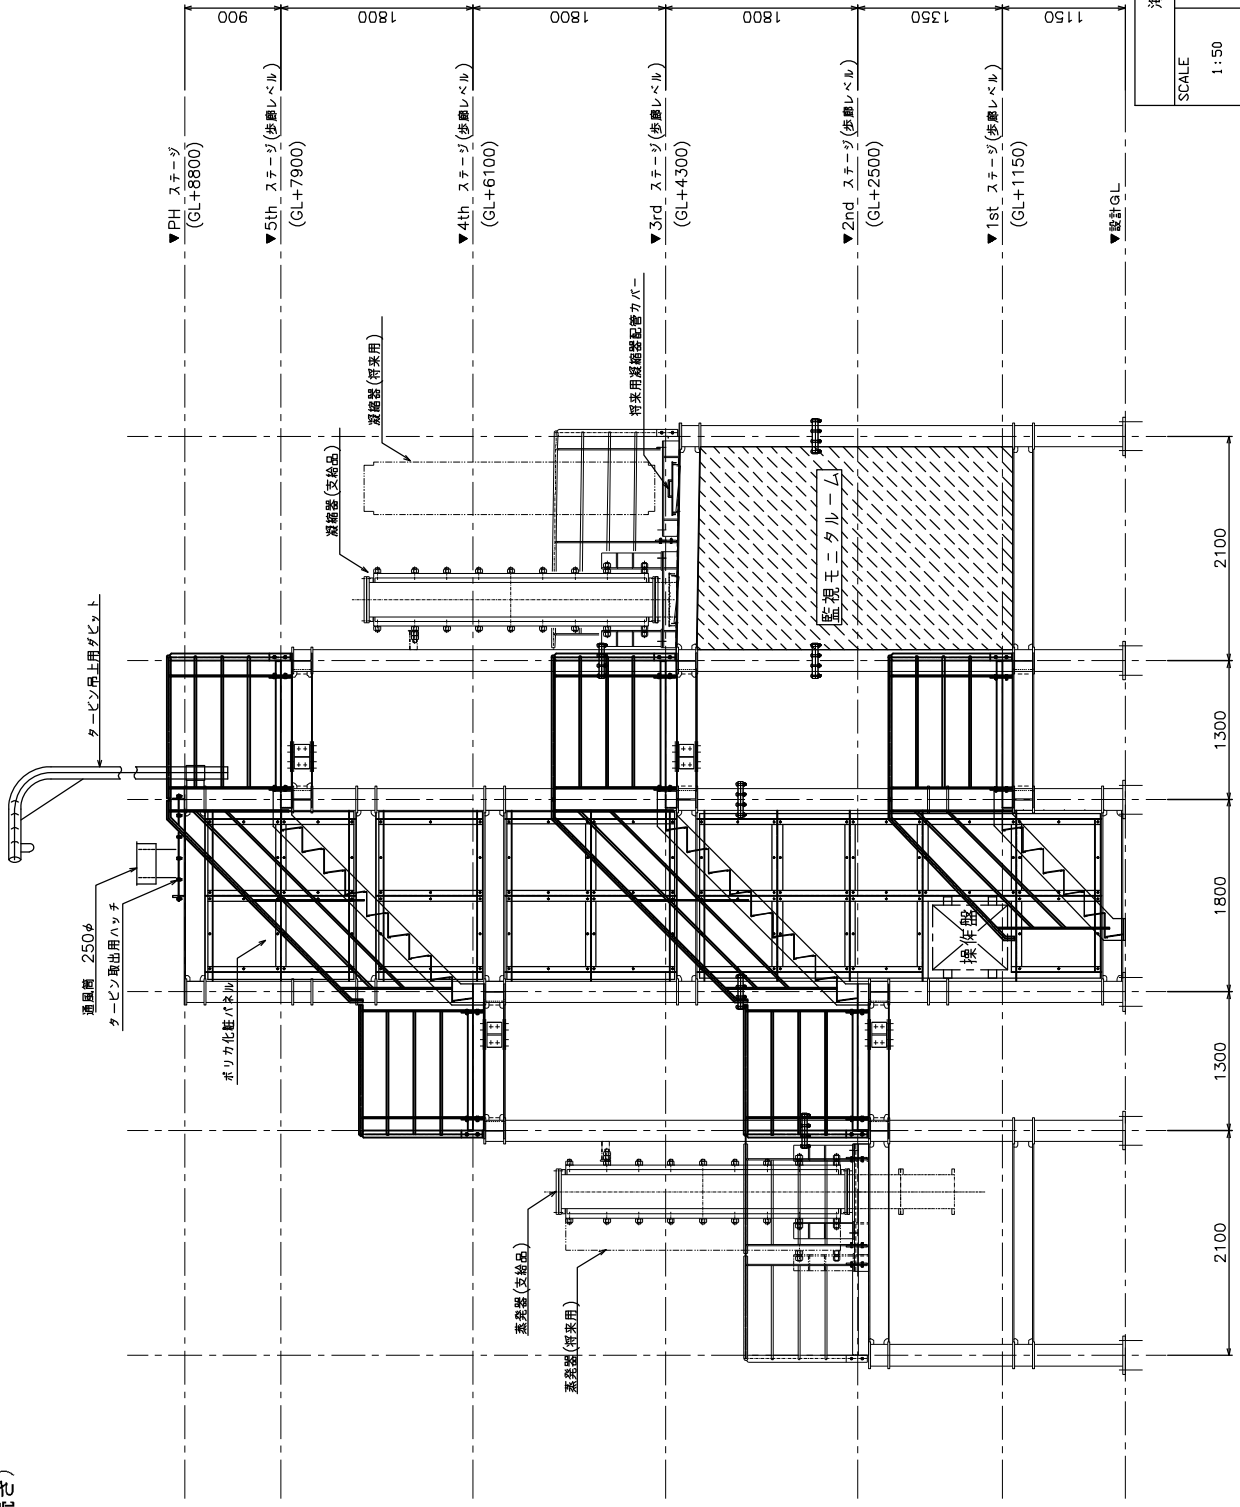 ▼PH ステージ
(GL+8800)
▼5th ステージ(歩廊レベル)
(GL+7900)
▼4th ステージ(歩廊レベル)
(GL+6100)
▼3rd ステージ(歩廊レベル)
(GL+4300)
▼2nd ステージ(歩廊レベル)
(GL+2500)
▼1st ステージ(歩廊レベル)
(GL+1150)
▼設計GL
900
1800
1800
1800
1350
1150
SCALE
1:50
タービン吊上用ダビット
通風筒 250φ
タービン取出用ハッチ
ポリカ化粧パネル
凝縮器(支給品)
凝縮器(将来用)
将来用凝縮器配管カバー
監視モニタルーム
操作盤
蒸発器(支給品)
蒸発器(将来用)
2100
1300
1800
1300
2100